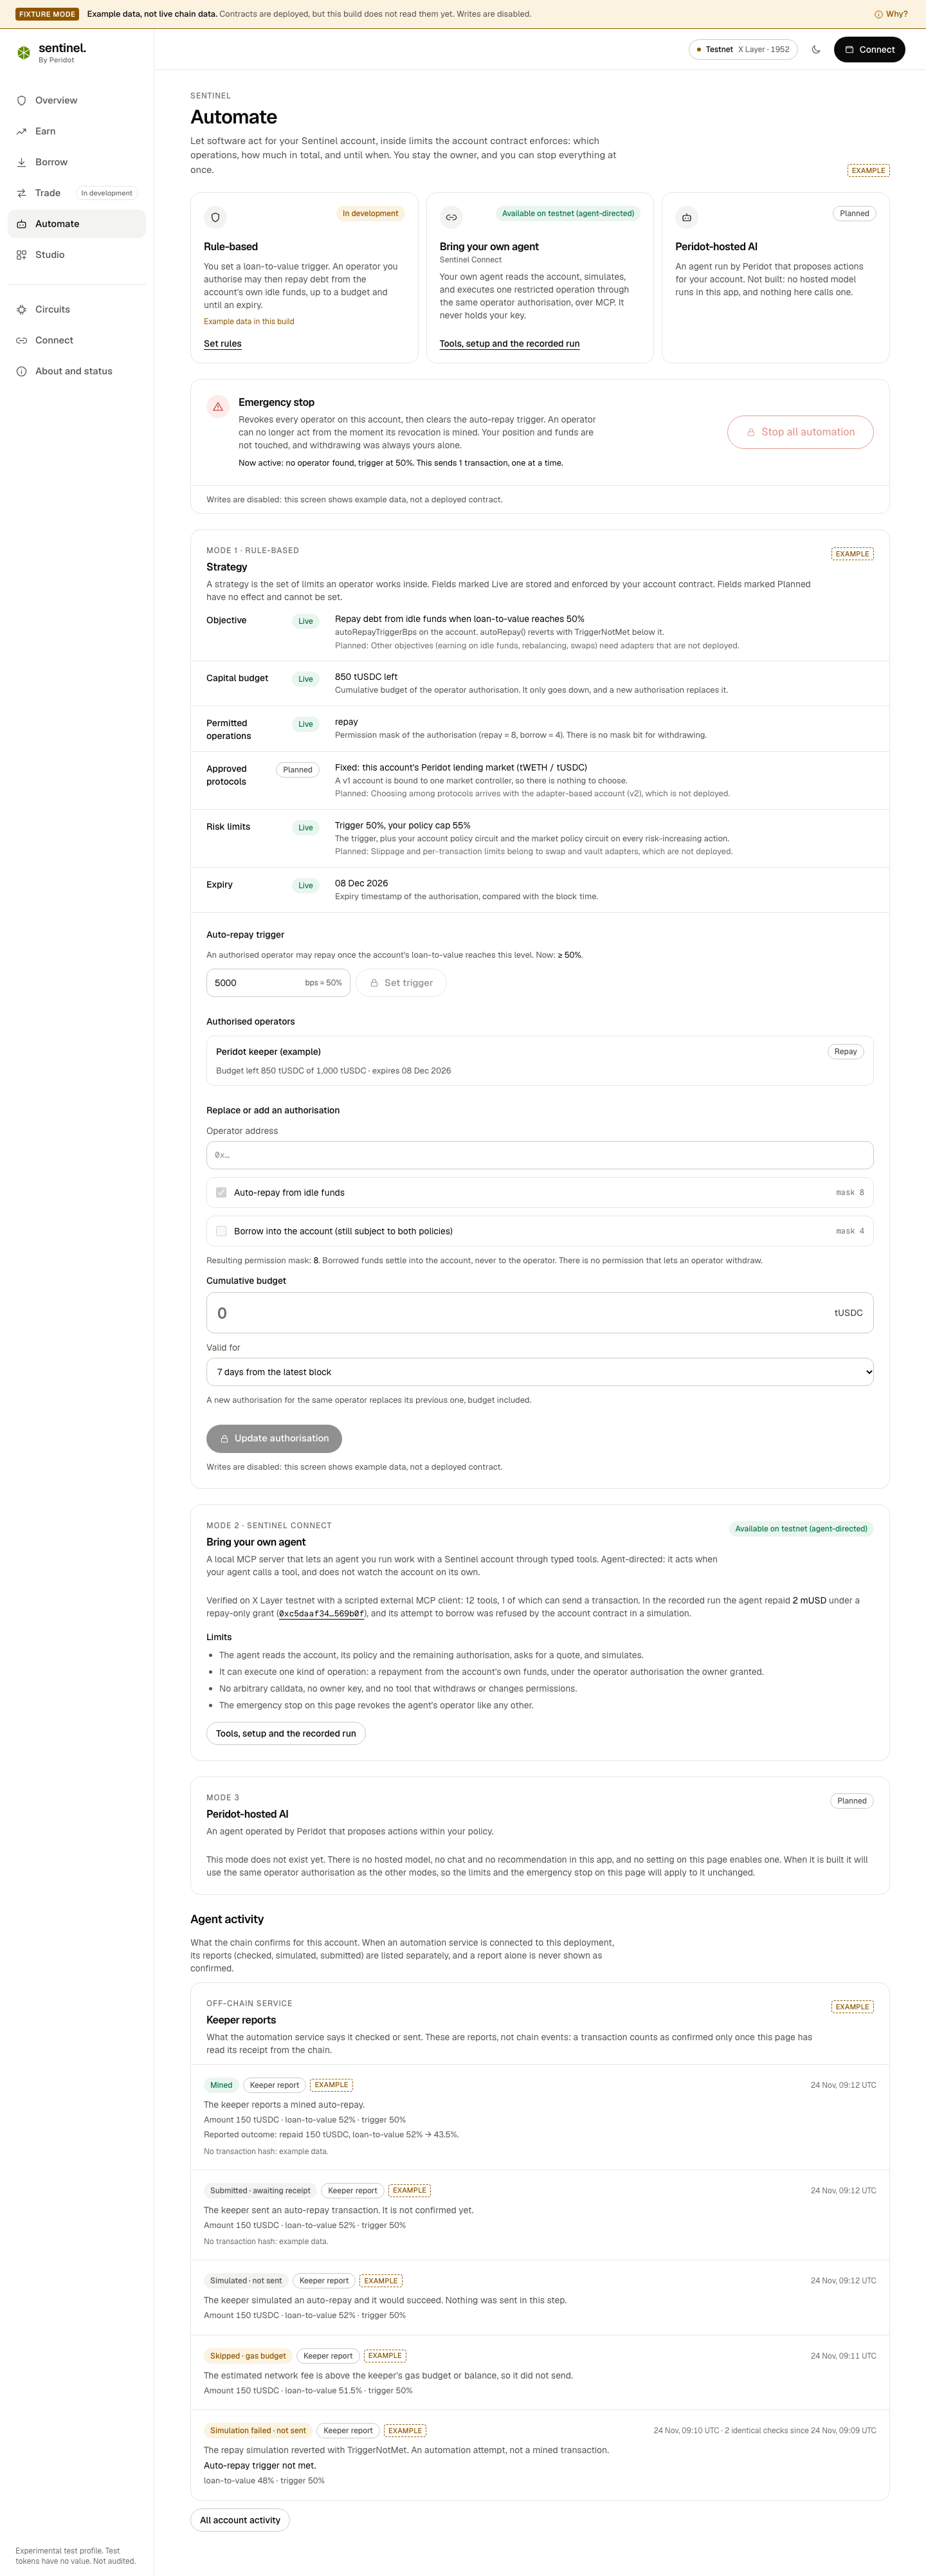 FIXTURE MODE Example data, not live chain data. Contracts are deployed, but this build does not read them yet. Writes are disabled. Why?
sentinel.
By Peridot
Testnet X Layer · 1952
Connect
Overview
Earn
Borrow
Trade In development
Automate
Studio
Circuits
Connect
About and status
SENTINEL
Automate
Let software act for your Sentinel account, inside limits the account contract enforces: which
operations, how much in total, and until when. You stay the owner, and you can stop everything at
once.
EXAMPLE
In development
Rule-based
You set a loan-to-value trigger. An operator you
authorise may then repay debt from the
account's own idle funds, up to a budget and
until an expiry.
Example data in this build
Set rules
Available on testnet (agent-directed)
Bring your own agent
Sentinel Connect
Your own agent reads the account, simulates,
and executes one restricted operation through
the same operator authorisation, over MCP. It
never holds your key.
Tools, setup and the recorded run
Planned
Peridot-hosted AI
An agent run by Peridot that proposes actions
for your account. Not built: no hosted model
runs in this app, and nothing here calls one.
Emergency stop
Revokes every operator on this account, then clears the auto-repay trigger. An operator
can no longer act from the moment its revocation is mined. Your position and funds are
not touched, and withdrawing was always yours alone.
Now active: no operator found, trigger at 50%. This sends 1 transaction, one at a time.
Stop all automation
Writes are disabled: this screen shows example data, not a deployed contract.
MODE 1 · RULE-BASED
EXAMPLE
Strategy
A strategy is the set of limits an operator works inside. Fields marked Live are stored and enforced by your account contract. Fields marked Planned
have no effect and cannot be set.
Objective Live Repay debt from idle funds when loan-to-value reaches 50%
autoRepayTriggerBps on the account. autoRepay() reverts with TriggerNotMet below it.
Planned: Other objectives (earning on idle funds, rebalancing, swaps) need adapters that are not deployed.
Capital budget Live 850 tUSDC left
Cumulative budget of the operator authorisation. It only goes down, and a new authorisation replaces it.
Permitted operations Live repay
Permission mask of the authorisation (repay = 8, borrow = 4). There is no mask bit for withdrawing.
Approved protocols Planned Fixed: this account's Peridot lending market (tWETH / tUSDC)
A v1 account is bound to one market controller, so there is nothing to choose.
Planned: Choosing among protocols arrives with the adapter-based account (v2), which is not deployed.
Risk limits Live Trigger 50%, your policy cap 55%
The trigger, plus your account policy circuit and the market policy circuit on every risk-increasing action.
Planned: Slippage and per-transaction limits belong to swap and vault adapters, which are not deployed.
Expiry Live 08 Dec 2026
Expiry timestamp of the authorisation, compared with the block time.
Auto-repay trigger
An authorised operator may repay once the account's loan-to-value reaches this level. Now: ≥ 50%.
5000 bps = 50% Set trigger
Authorised operators
Peridot keeper (example) Repay
Budget left 850 tUSDC of 1,000 tUSDC · expires 08 Dec 2026
Replace or add an authorisation
Operator address
0x…
Auto-repay from idle funds mask 8
Borrow into the account (still subject to both policies) mask 4
Resulting permission mask: 8. Borrowed funds settle into the account, never to the operator. There is no permission that lets an operator withdraw.
Cumulative budget
0 tUSDC
Valid for
7 days from the latest block
A new authorisation for the same operator replaces its previous one, budget included.
Update authorisation
Writes are disabled: this screen shows example data, not a deployed contract.
MODE 2 · SENTINEL CONNECT
Available on testnet (agent-directed)
Bring your own agent
A local MCP server that lets an agent you run work with a Sentinel account through typed tools. Agent-directed: it acts when
your agent calls a tool, and does not watch the account on its own.
Verified on X Layer testnet with a scripted external MCP client: 12 tools, 1 of which can send a transaction. In the recorded run the agent repaid 2 mUSD under a
repay-only grant (0xc5daaf34…569b0f), and its attempt to borrow was refused by the account contract in a simulation.
Limits
• The agent reads the account, its policy and the remaining authorisation, asks for a quote, and simulates.
• It can execute one kind of operation: a repayment from the account's own funds, under the operator authorisation the owner granted.
• No arbitrary calldata, no owner key, and no tool that withdraws or changes permissions.
• The emergency stop on this page revokes the agent's operator like any other.
Tools, setup and the recorded run
MODE 3
Planned
Peridot-hosted AI
An agent operated by Peridot that proposes actions within your policy.
This mode does not exist yet. There is no hosted model, no chat and no recommendation in this app, and no setting on this page enables one. When it is built it will
use the same operator authorisation as the other modes, so the limits and the emergency stop on this page will apply to it unchanged.
Agent activity
What the chain confirms for this account. When an automation service is connected to this deployment,
its reports (checked, simulated, submitted) are listed separately, and a report alone is never shown as
confirmed.
OFF-CHAIN SERVICE
EXAMPLE
Keeper reports
What the automation service says it checked or sent. These are reports, not chain events: a transaction counts as confirmed only once this page has
read its receipt from the chain.
Mined Keeper report EXAMPLE 24 Nov, 09:12 UTC
The keeper reports a mined auto-repay.
Amount 150 tUSDC · loan-to-value 52% · trigger 50%
Reported outcome: repaid 150 tUSDC, loan-to-value 52% → 43.5%.
No transaction hash: example data.
Submitted · awaiting receipt Keeper report EXAMPLE 24 Nov, 09:12 UTC
The keeper sent an auto-repay transaction. It is not confirmed yet.
Amount 150 tUSDC · loan-to-value 52% · trigger 50%
No transaction hash: example data.
Simulated · not sent Keeper report EXAMPLE 24 Nov, 09:12 UTC
The keeper simulated an auto-repay and it would succeed. Nothing was sent in this step.
Amount 150 tUSDC · loan-to-value 52% · trigger 50%
Skipped · gas budget Keeper report EXAMPLE 24 Nov, 09:11 UTC
The estimated network fee is above the keeper's gas budget or balance, so it did not send.
Amount 150 tUSDC · loan-to-value 51.5% · trigger 50%
Simulation failed · not sent Keeper report EXAMPLE 24 Nov, 09:10 UTC · 2 identical checks since 24 Nov, 09:09 UTC
The repay simulation reverted with TriggerNotMet. An automation attempt, not a mined transaction.
Auto-repay trigger not met.
loan-to-value 48% · trigger 50%
All account activity
Experimental test profile. Test
tokens have no value. Not audited.